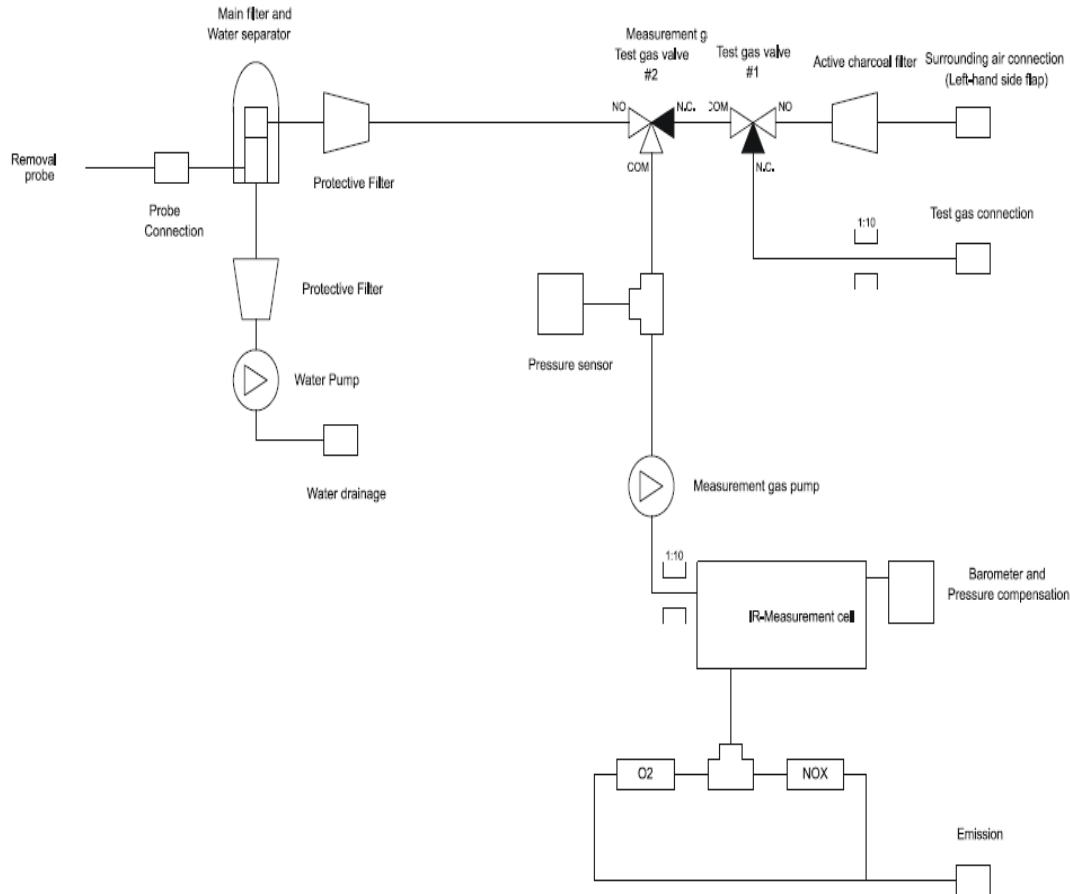 Main filter and
Water separator
Measurement g
Test gas valve
#2
Test gas valve
#1
Active charcoal filter
Surrounding air connection
(Left-hand side flap)
NO
N.C.
COM
NO
COM
N.C.
Removal
probe
Protective Filter
Probe
Connection
1:10
Test gas connection
Protective Filter
Pressure sensor
Water Pump
Water drainage
Measurement gas pump
1:10
IR-Measurement cell
Barometer and
Pressure compensation
O2
NOX
Emission